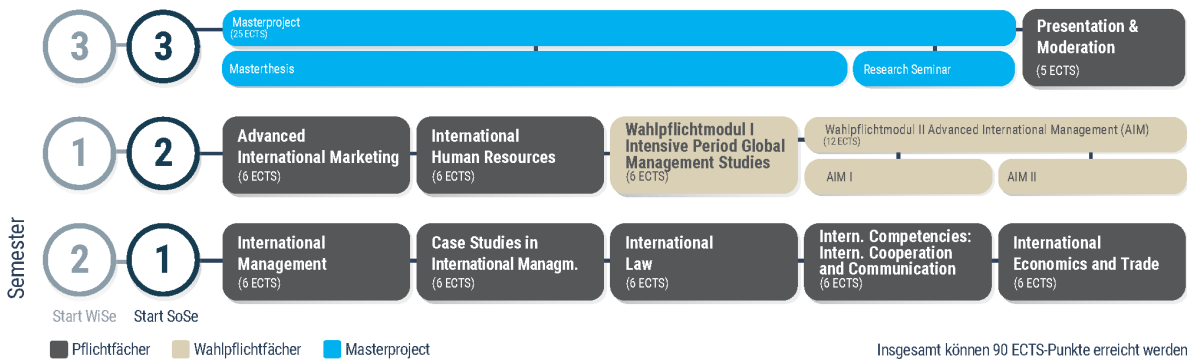 3
3
Masterproject
(25 ECTS)
Masterthesis
Research Seminar
Presentation &
Moderation
(5 ECTS)
1
2
Advanced
International Marketing
(6 ECTS)
International
Human Resources
(6 ECTS)
Wahlpflichtmodul I
Intensive Period Global
Management Studies
(6 ECTS)
Wahlpflichtmodul II Advanced International Management (AIM)
(12 ECTS)
AIM I
AIM II
Semester
2
1
International
Management
(6 ECTS)
Case Studies in
International Managm.
(6 ECTS)
International
Law
(6 ECTS)
Intern. Competencies:
Intern. Cooperation
and Communication
(6 ECTS)
International
Economics and Trade
(6 ECTS)
Start WiSe
Start SoSe
Pflichtfächer
Wahlpflichtfächer
Masterproject
Insgesamt können 90 ECTS-Punkte erreicht werden